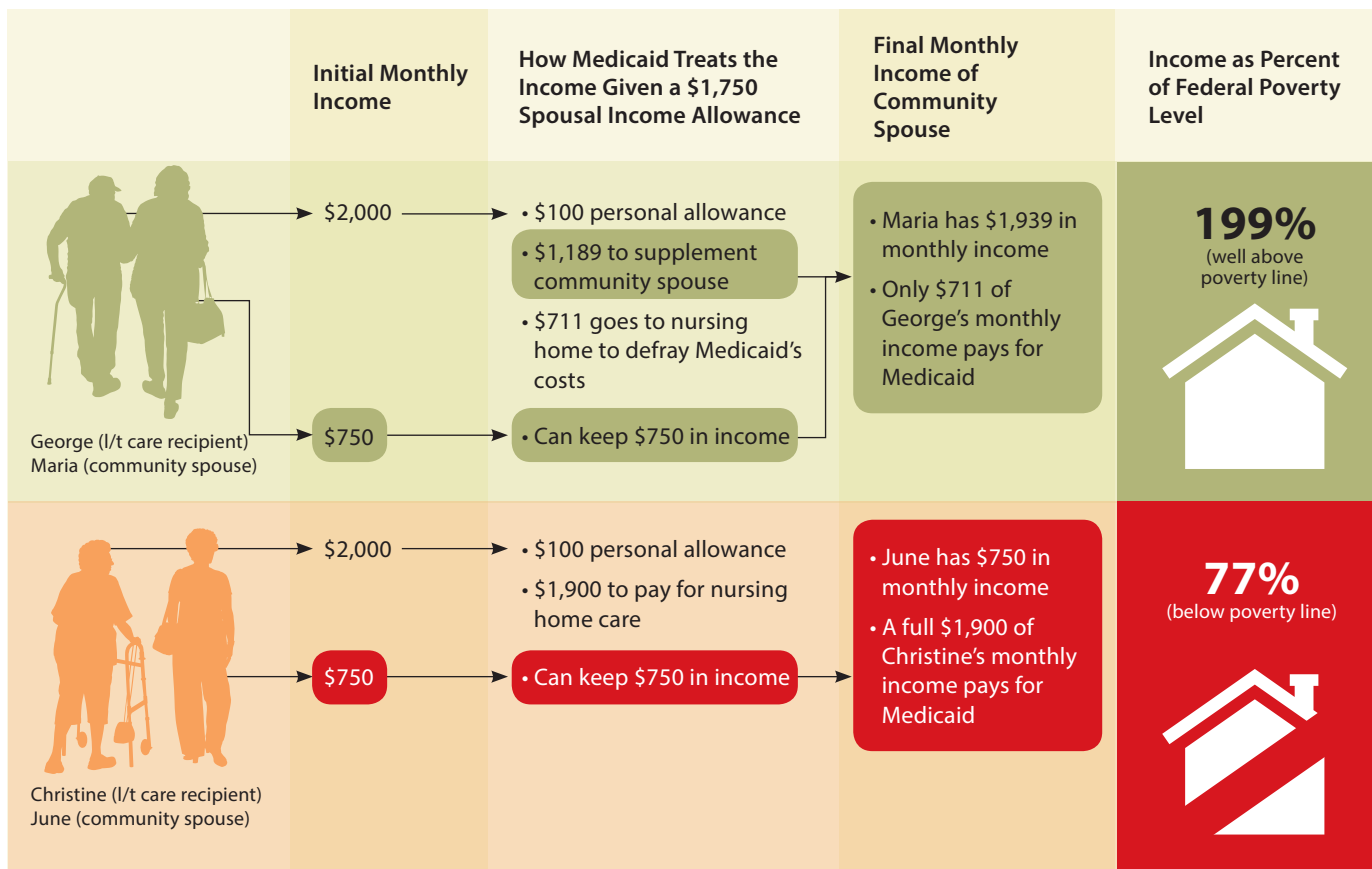 Initial Monthly
Income
How Medicaid Treats the
Income Given a $1,750
Spousal Income Allowance
Final Monthly
Income of
Community
Spouse
Income as Percent
of Federal Poverty
Level
$2,000
• $100 personal allowance
• $1,189 to supplement
community spouse
• $711 goes to nursing
home to defray Medicaid's
costs
George (l/t care recipient)
Maria (community spouse)
$750
• Can keep $750 in income
• Maria has $1,939 in
monthly income
• Only $711 of
George's monthly
income pays for
Medicaid
199%
(well above
poverty line)
$2,000
• $100 personal allowance
• $1,900 to pay for nursing
home care
$750
• Can keep $750 in income
Christine (l/t care recipient)
June (community spouse)
• June has $750 in
monthly income
• A full $1,900 of
Christine's monthly
income pays for
Medicaid
77%
(below poverty line)